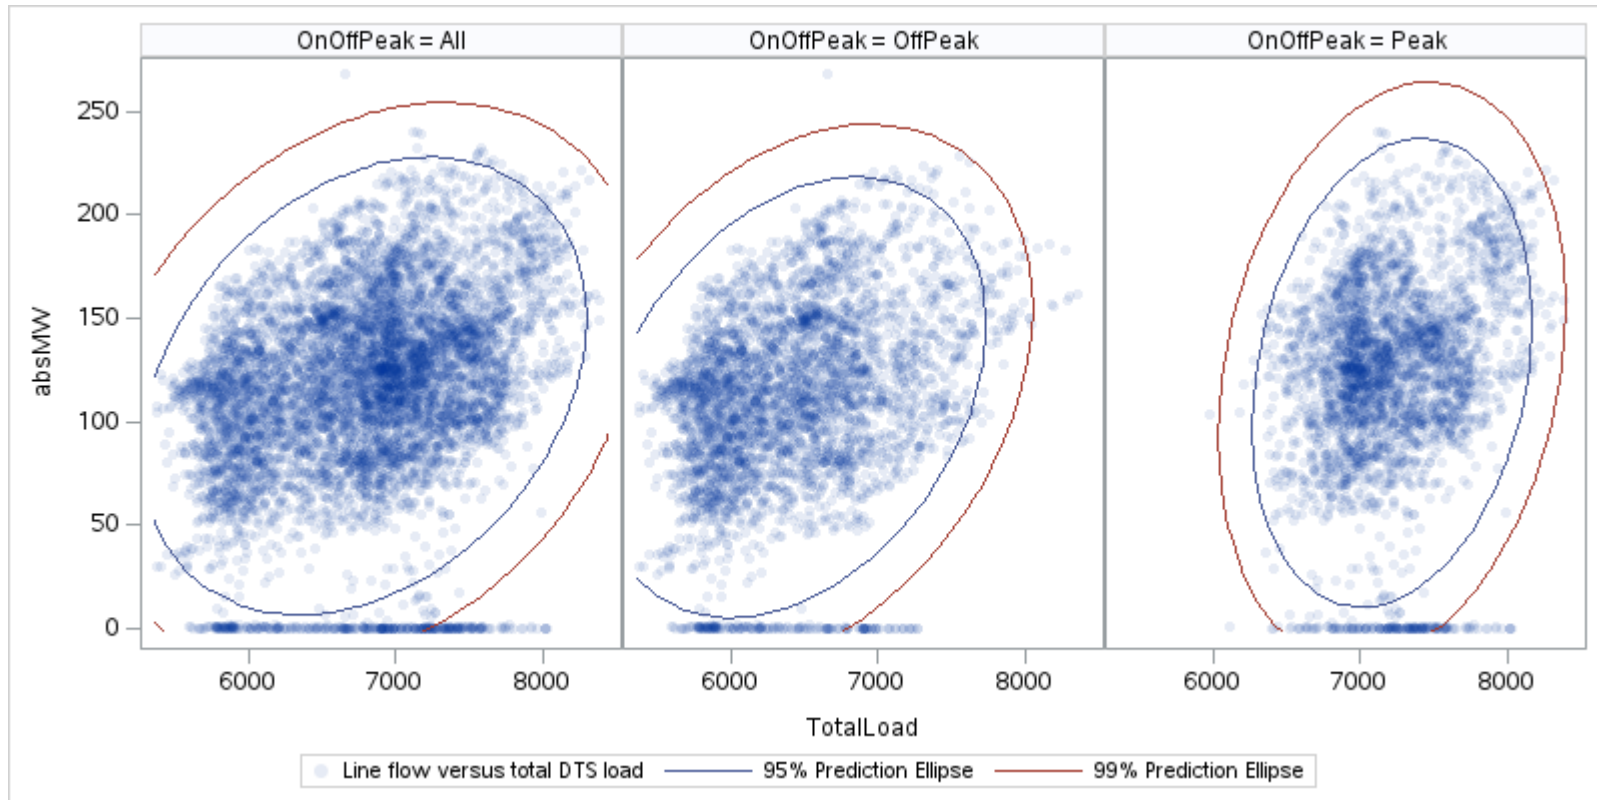 OnOffPeak = All
OnOffPeak = OffPeak
OnOffPeak = Peak
250
200
150
100
50
0
absMW
6000 7000 8000
6000 7000 8000
6000 7000 8000
TotalLoad
Line flow versus total DTS load
95% Prediction Ellipse
99% Prediction Ellipse